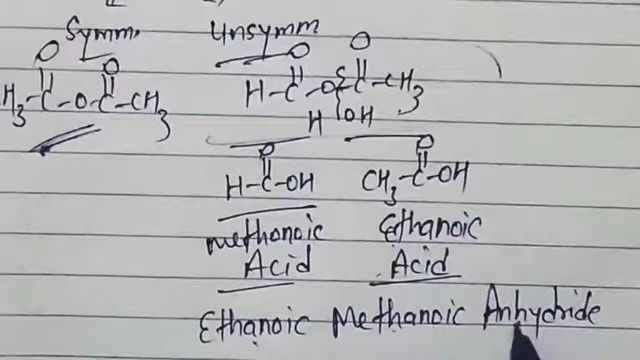 Symm. Unsymm
O O O O
H3-C-O-C-CH3 H-C-O-C-CH3
H OH
O O
H-C-OH CH3-C-OH
methanoic Ethanoic
Acid Acid
Ethanoic Methanoic Anhydride